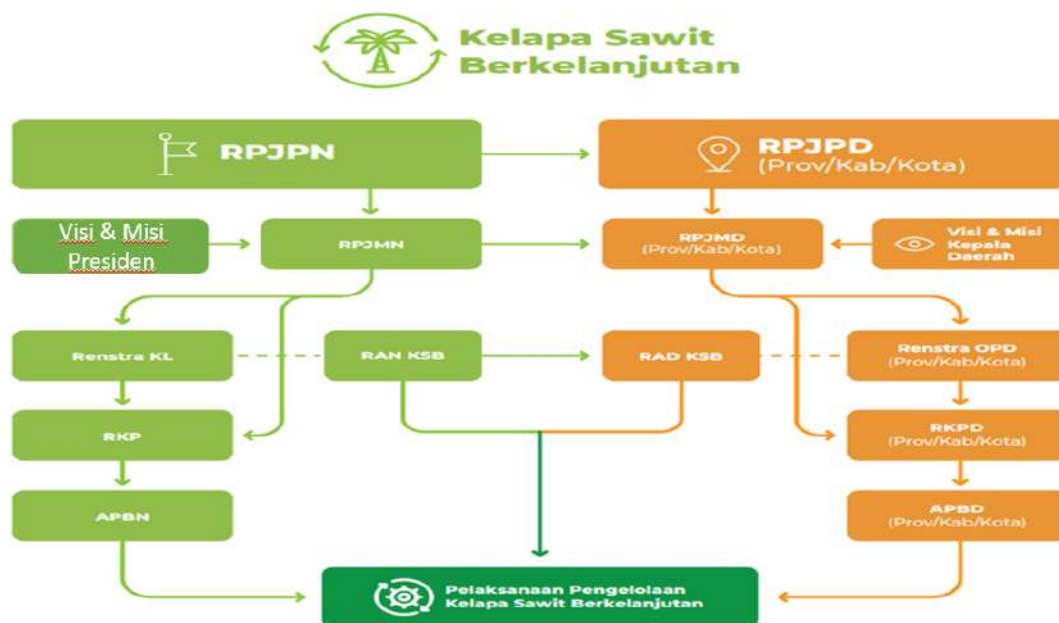 Kelapa Sawit
Berkelanjutan
RPJPN
RPJPD
(Prov/Kab/Kota)
Visi & Misi
Presiden
RPJMN
RPJMD
(Prov/Kab/Kota)
Visi & Misi
Kepala
Daerah
Renstra KL
RAN KSB
RAD KSB
Renstra OPD
(Prov/Kab/Kota)
RKP
RKPD
(Prov/Kab/Kota)
APBN
APBD
(Prov/Kab/Kota)
Pelaksanaan Pengelolaan
Kelapa Sawit Berkelanjutan